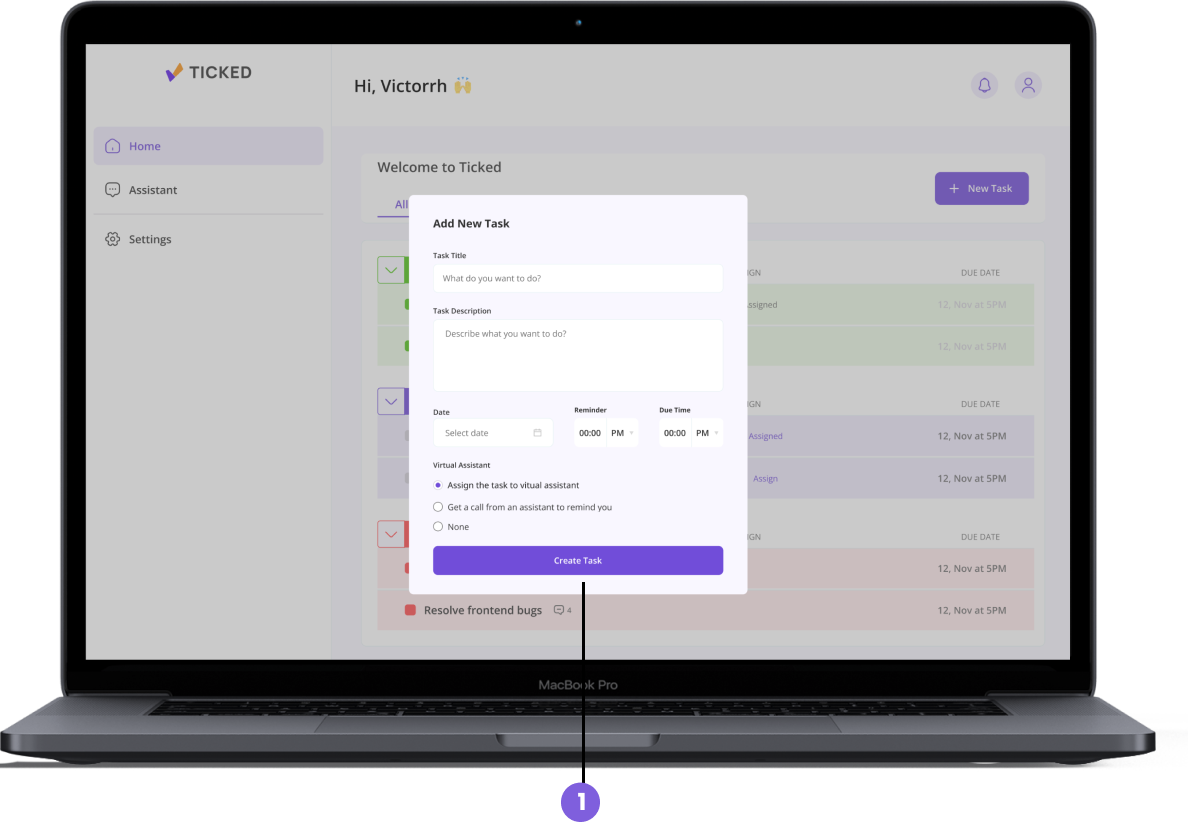 TICKED
Hi, Victorrh 🙌
Home
Assistant
Settings
Welcome to Ticked
All
+ New Task
Add New Task
Task Title
What do you want to do?
Task Description
Describe what you want to do?
Date
Reminder
Due Time
Select date
00:00 PM
00:00 PM
Virtual Assistant
Assign the task to vitual assistant
Get a call from an assistant to remind you
None
Create Task
DUE DATE
12, Nov at 5PM
12, Nov at 5PM
DUE DATE
Assigned
12, Nov at 5PM
Assign
12, Nov at 5PM
DUE DATE
12, Nov at 5PM
Resolve frontend bugs 4
12, Nov at 5PM
MacBook Pro
1